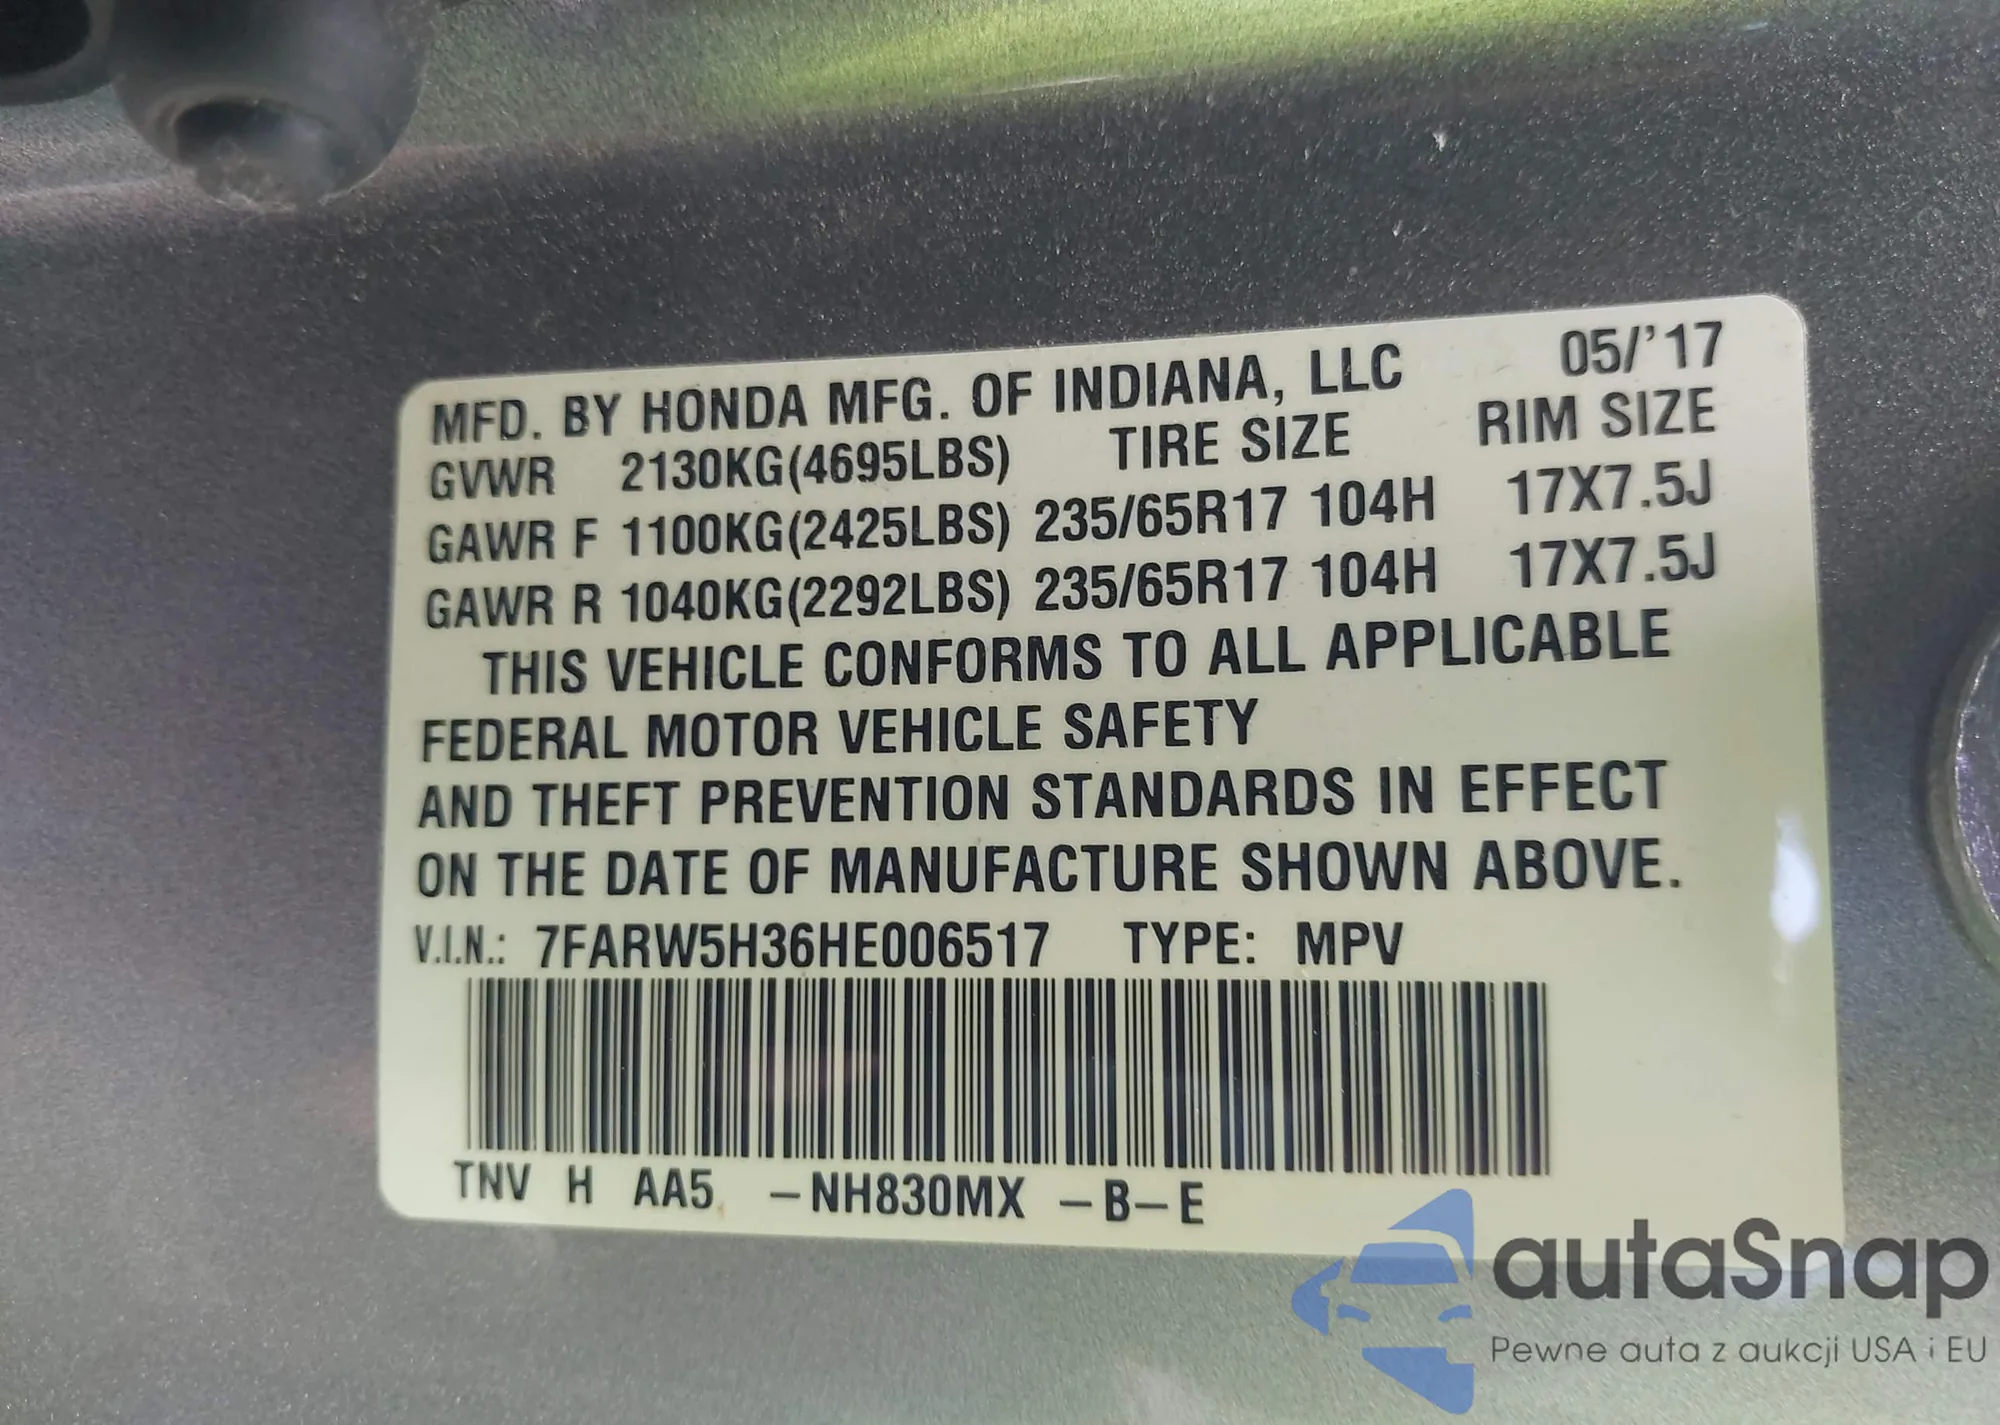 MFD. BY HONDA MFG. OF INDIANA, LLC 05/'17
GVWR 2130KG(4695LBS) TIRE SIZE RIM SIZE
GAWR F 1100KG(2425LBS) 235/65R17 104H 17X7.5J
GAWR R 1040KG(2292LBS) 235/65R17 104H 17X7.5J
THIS VEHICLE CONFORMS TO ALL APPLICABLE
FEDERAL MOTOR VEHICLE SAFETY
AND THEFT PREVENTION STANDARDS IN EFFECT
ON THE DATE OF MANUFACTURE SHOWN ABOVE.
V.I.N.: 7FARW5H36HE006517 TYPE: MPV
TNV H AA5 -NH830MX -B-E
autaSnap
Pewne auta z aukcji USA i EU